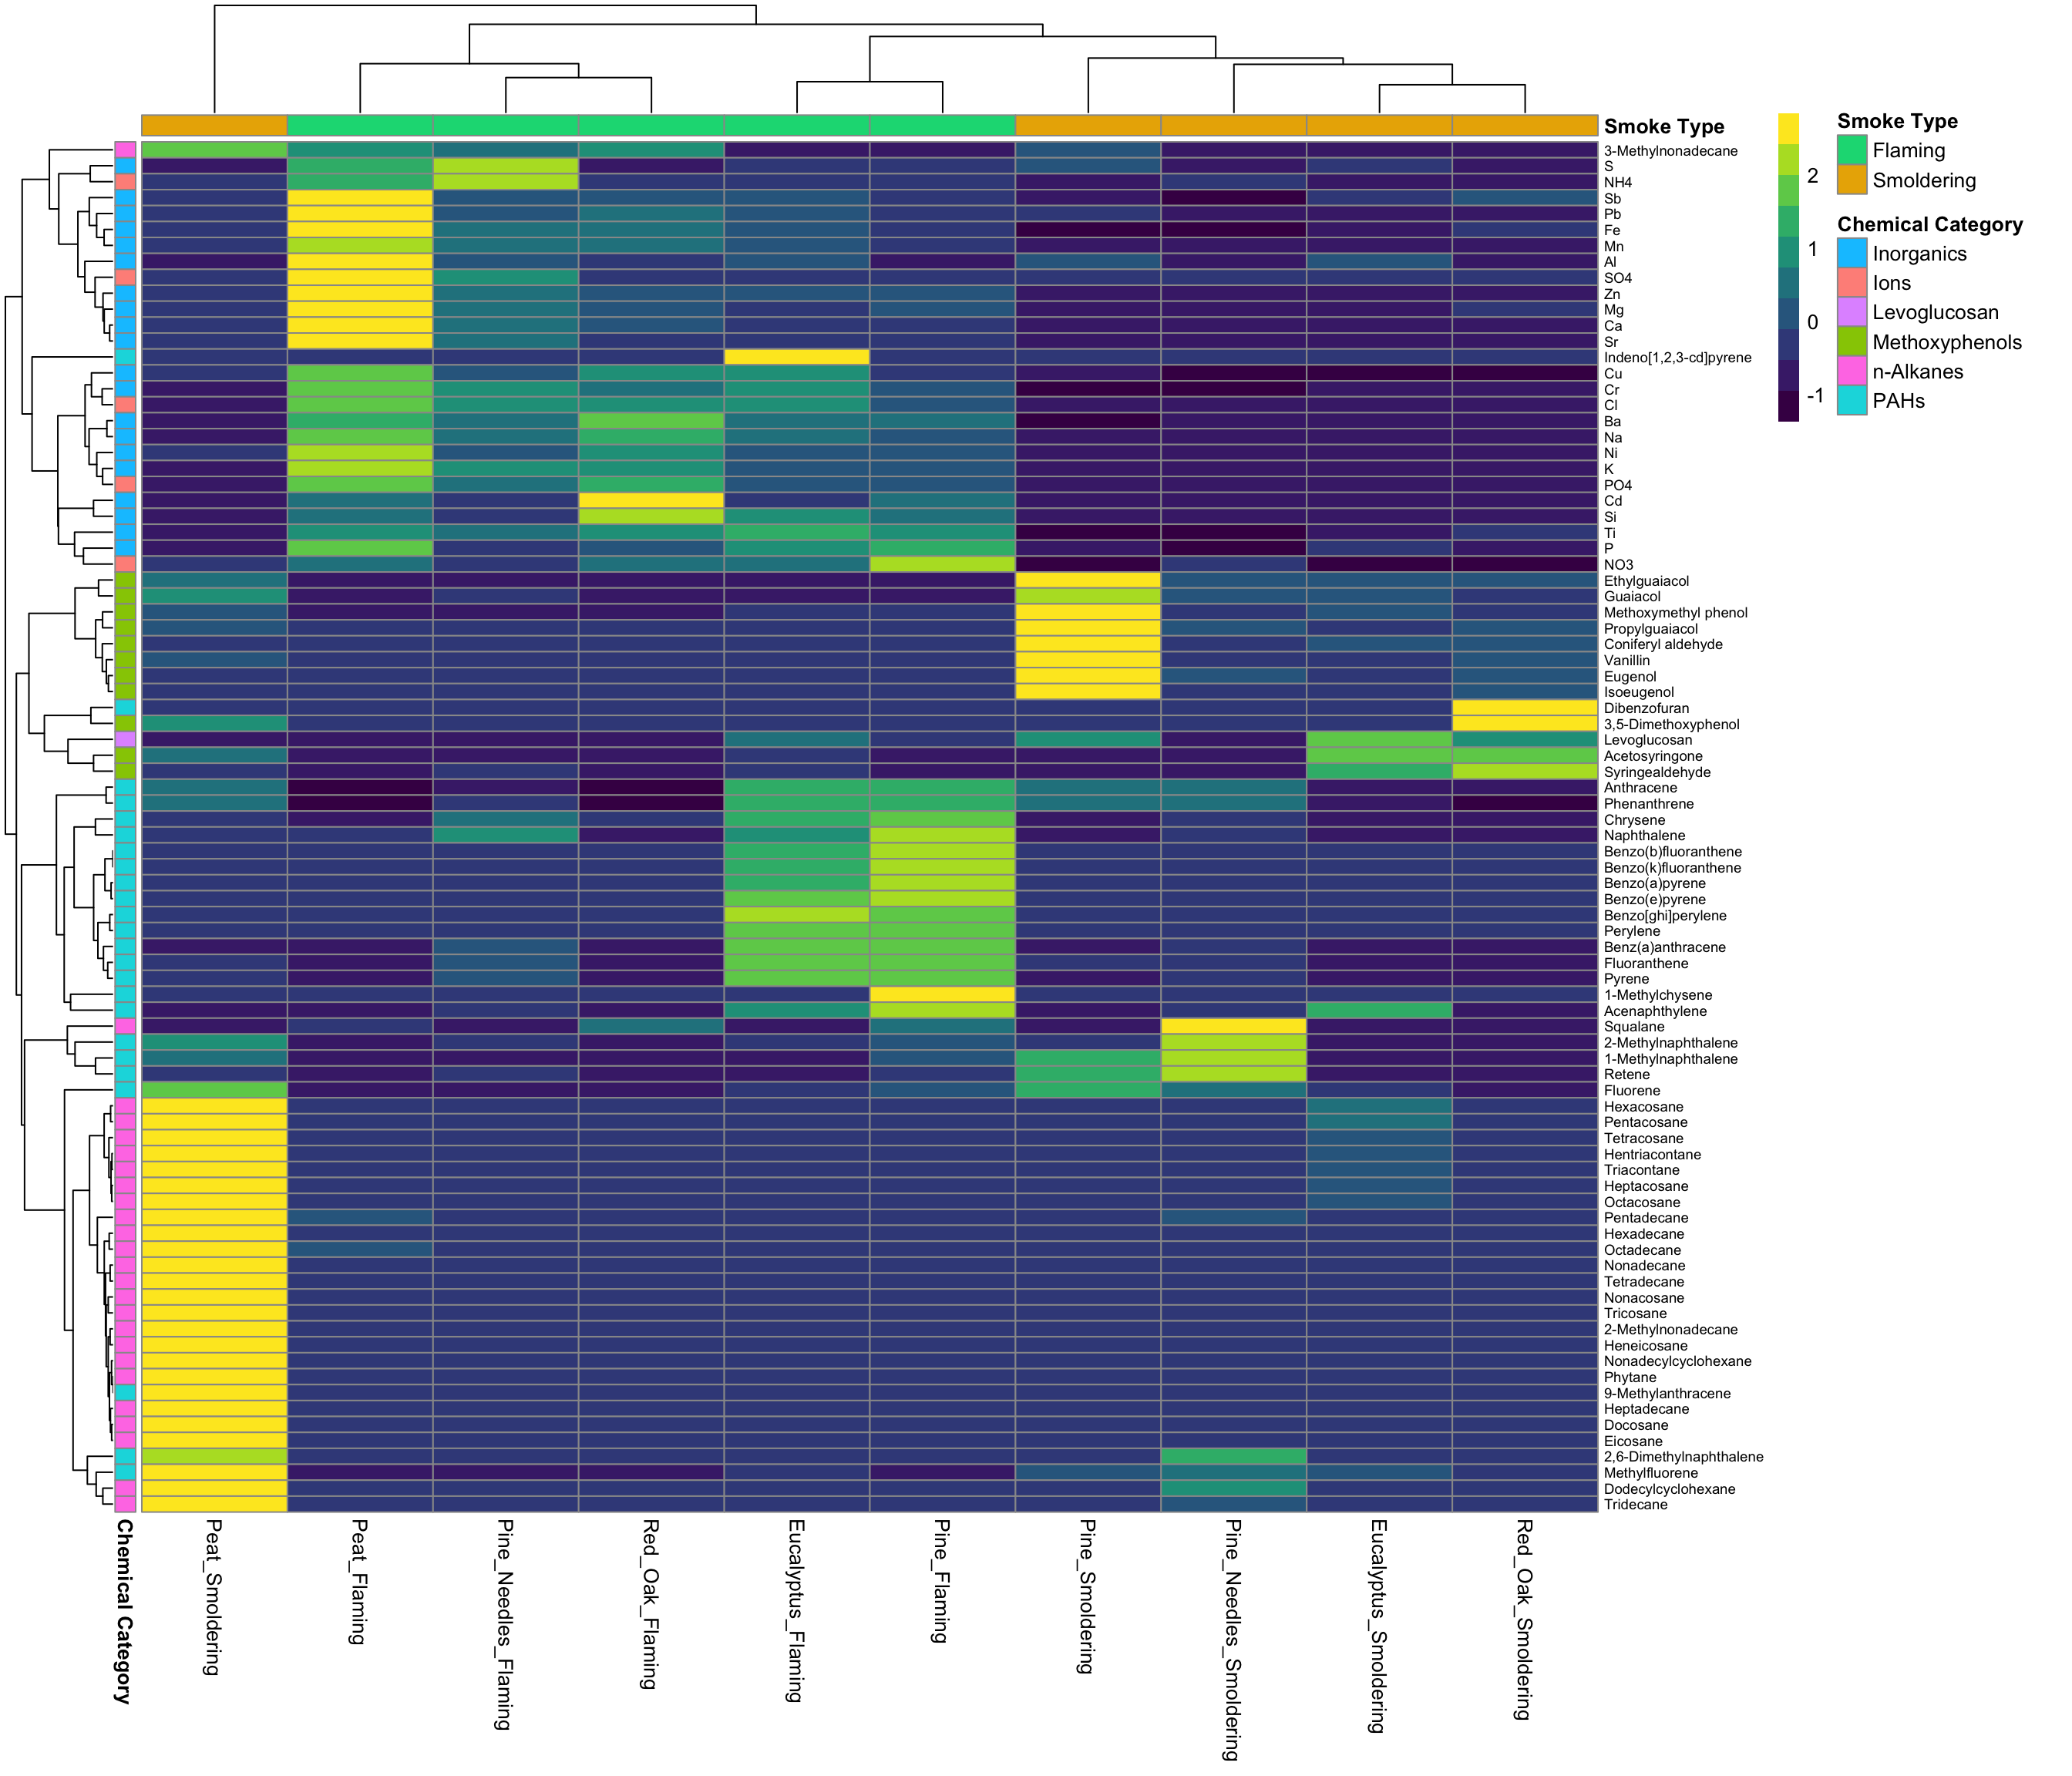 Smoke Type
3-Methylnonadecane
S
NH4
Sb
Pb
Fe
Mn
Al
SO4
Zn
Mg
Ca
Sr
Indeno[1,2,3-cd]pyrene
Cu
Cr
Cl
Ba
Na
Ni
K
PO4
Cd
Si
Ti
P
NO3
Ethylguaiacol
Guaiacol
Methoxymethyl phenol
Propylguaiacol
Coniferyl aldehyde
Vanillin
Eugenol
Isoeugenol
Dibenzofuran
3,5-Dimethoxyphenol
Levoglucosan
Acetosyringone
Syringealdehyde
Anthracene
Phenanthrene
Chrysene
Naphthalene
Benzo(b)fluoranthene
Benzo(k)fluoranthene
Benzo(a)pyrene
Benzo(e)pyrene
Benzo[ghi]perylene
Perylene
Benz(a)anthracene
Fluoranthene
Pyrene
1-Methylchysene
Acenaphthylene
Squalane
2-Methylnaphthalene
1-Methylnaphthalene
Retene
Fluorene
Hexacosane
Pentacosane
Tetracosane
Hentriacontane
Triacontane
Heptacosane
Octacosane
Pentadecane
Hexadecane
Octadecane
Nonadecane
Tetradecane
Nonacosane
Tricosane
2-Methylnonadecane
Heneicosane
Nonadecylcyclohexane
Phytane
9-Methylanthracene
Heptadecane
Docosane
Eicosane
2,6-Dimethylnaphthalene
Methylfluorene
Dodecylcyclohexane
Tridecane
2
1
0
-1
Smoke Type
Flaming
Smoldering
Chemical Category
Inorganics
Ions
Levoglucosan
Methoxyphenols
n-Alkanes
PAHs
Chemical Category
Peat_Smoldering
Peat_Flaming
Pine_Needles_Flaming
Red_Oak_Flaming
Eucalyptus_Flaming
Pine_Flaming
Pine_Smoldering
Pine_Needles_Smoldering
Eucalyptus_Smoldering
Red_Oak_Smoldering